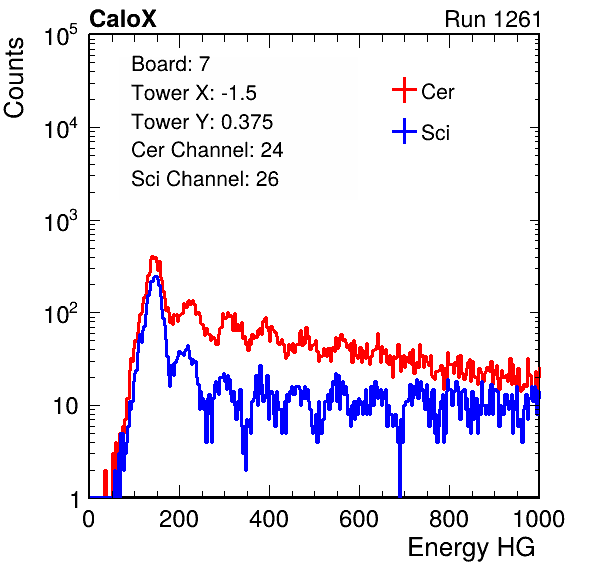 CaloX Run 1261
Counts
10^5
10^4
10^3
10^2
10
1
Board: 7
Tower X: -1.5
Tower Y: 0.375
Cer Channel: 24
Sci Channel: 26
Cer
Sci
0 200 400 600 800 1000
Energy HG